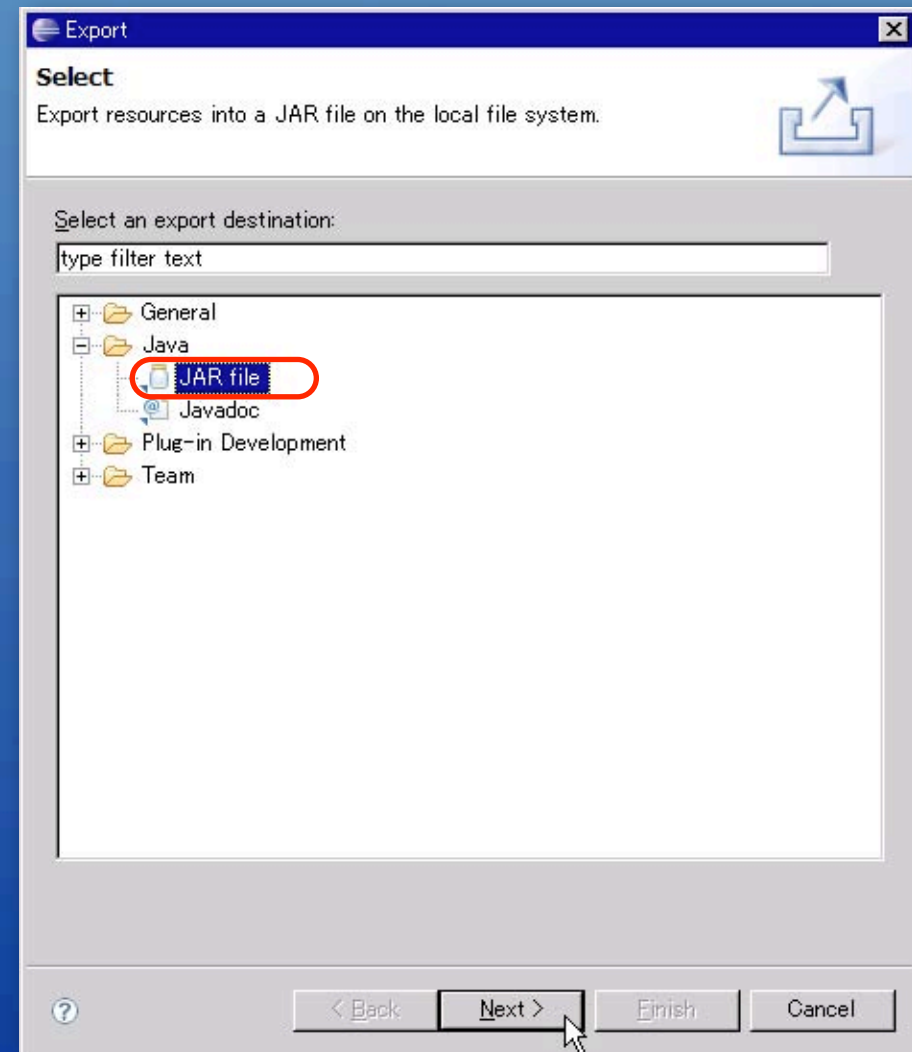 Export
Select
Export resources into a JAR file on the local file system.
Select an export destination:
type filter text
General
Java
JAR file
Javadoc
Plug-in Development
Team
< Back Next > Finish Cancel